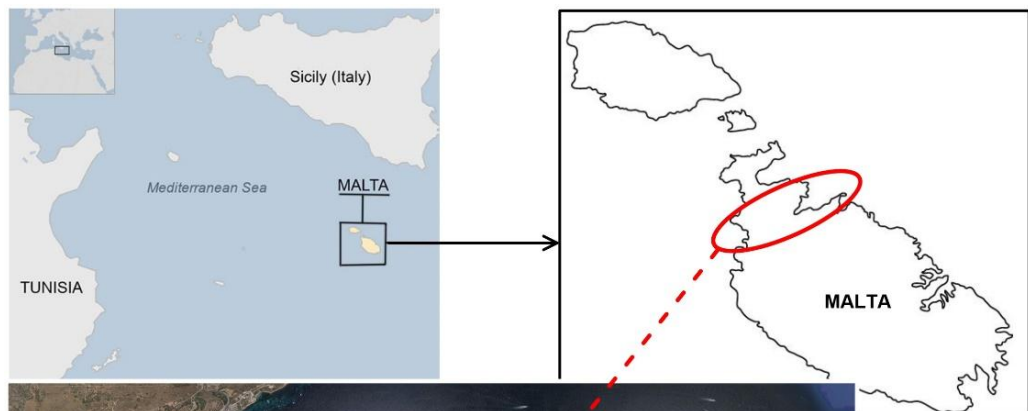 Sicily (Italy)
Mediterranean Sea
MALTA
TUNISIA
MALTA